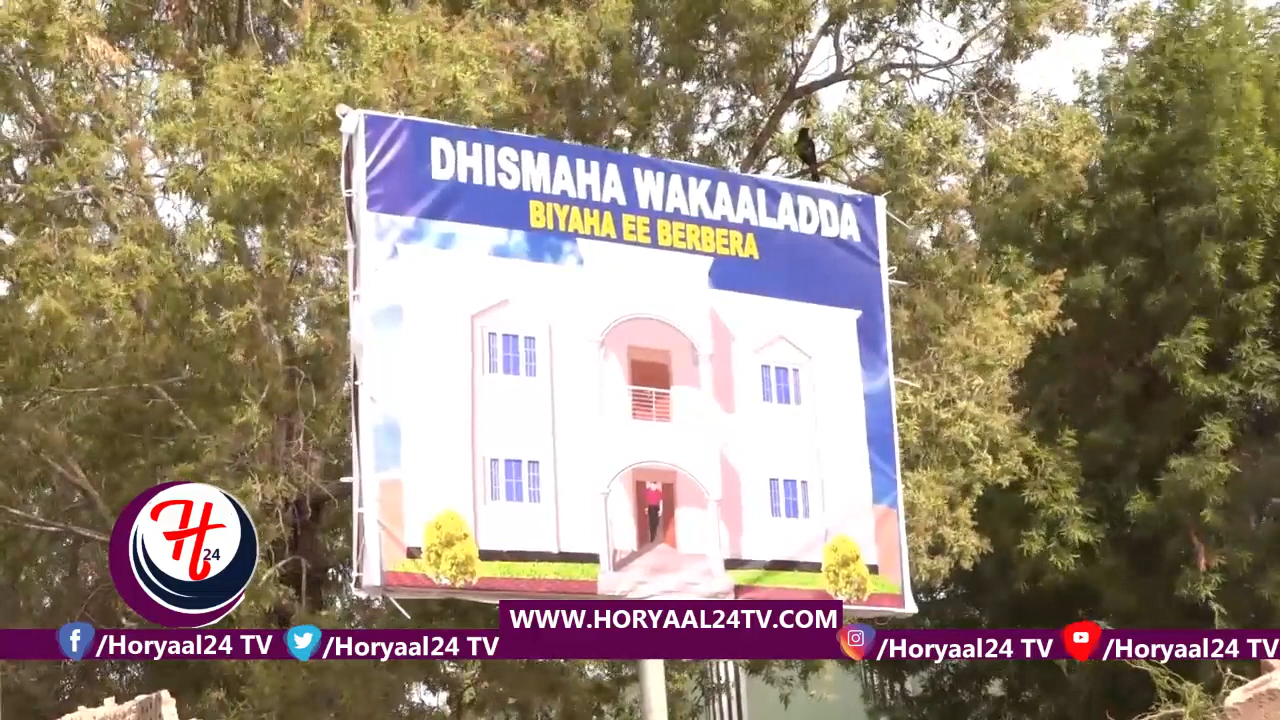 DHISMAHA WAKAALADDA
BIYAHA EE BERBERA
H
24
WWW.HORYAAL24TV.COM
/Horyaal24 TV
/Horyaal24 TV
/Horyaal24 TV
/Horyaal24 TV